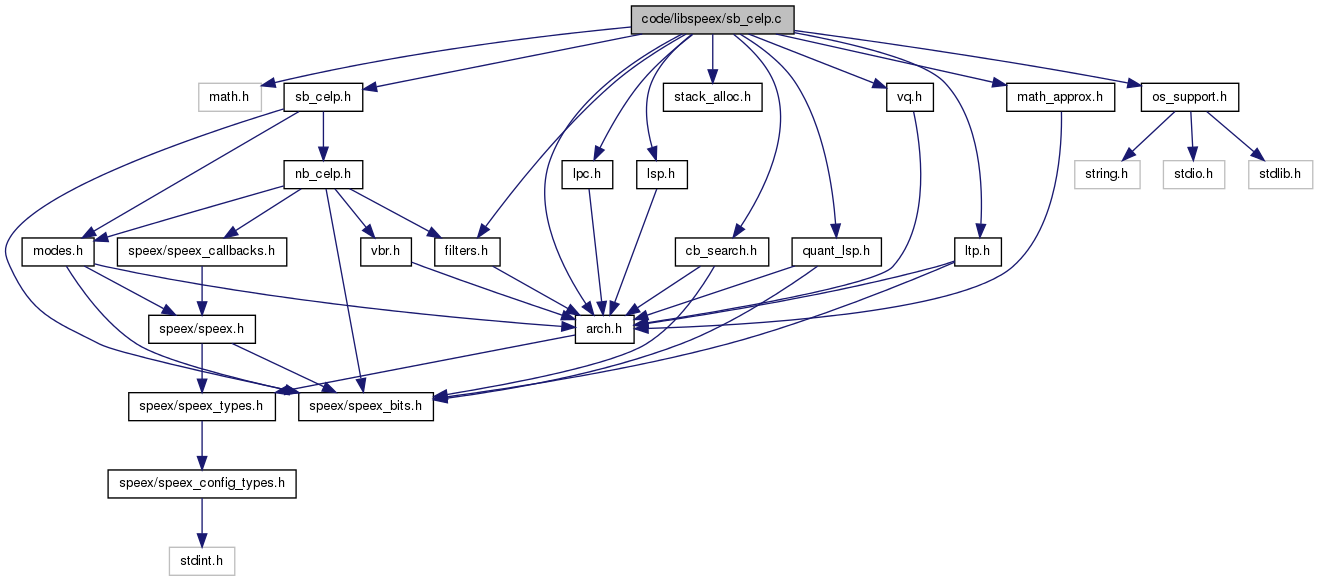 code/libspeex/sb_celp.c
math.h
sb_celp.h
stack_alloc.h
vq.h
math_approx.h
os_support.h
nb_celp.h
lpc.h
lsp.h
string.h
stdio.h
stdlib.h
modes.h
speex/speex_callbacks.h
vbr.h
filters.h
cb_search.h
quant_lsp.h
ltp.h
speex/speex.h
arch.h
speex/speex_types.h
speex/speex_bits.h
speex/speex_config_types.h
stdint.h